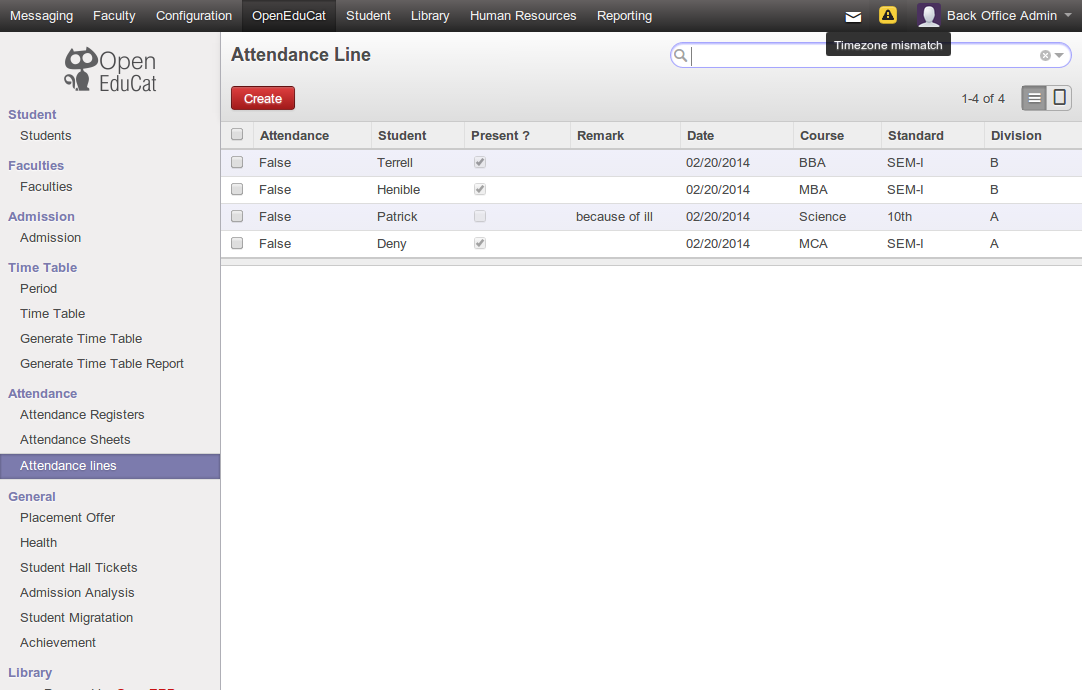 Messaging Faculty Configuration OpenEduCat Student Library Human Resources Reporting Back Office Admin
Timezone mismatch
Open
EduCat
Student
Students
Faculties
Faculties
Admission
Admission
Time Table
Period
Time Table
Generate Time Table
Generate Time Table Report
Attendance
Attendance Registers
Attendance Sheets
Attendance lines
General
Placement Offer
Health
Student Hall Tickets
Admission Analysis
Student Migratation
Achievement
Library
Attendance Line
Create
1-4 of 4
Attendance Student Present ? Remark Date Course Standard Division
False Terrell 02/20/2014 BBA SEM-I B
False Henible 02/20/2014 MBA SEM-I B
False Patrick because of ill 02/20/2014 Science 10th A
False Deny 02/20/2014 MCA SEM-I A